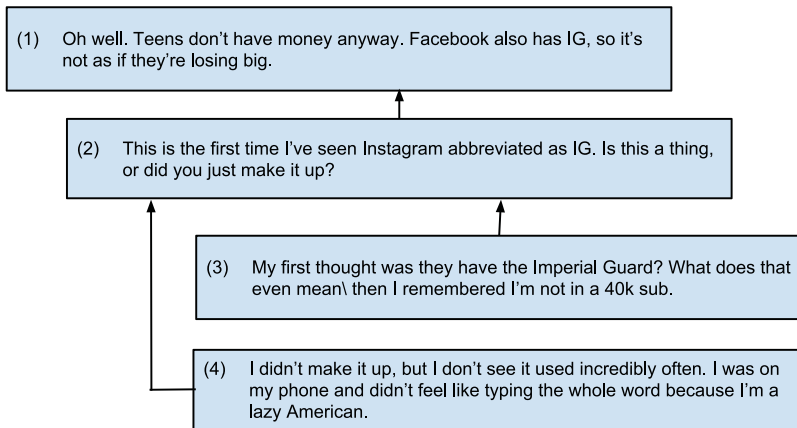 (1) Oh well. Teens don’t have money anyway. Facebook also has IG, so it’s
not as if they’re losing big.
(2) This is the first time I’ve seen Instagram abbreviated as IG. Is this a thing,
or did you just make it up?
(3) My first thought was they have the Imperial Guard? What does that
even mean\ then I remembered I’m not in a 40k sub.
(4) I didn’t make it up, but I don’t see it used incredibly often. I was on
my phone and didn’t feel like typing the whole word because I’m a
lazy American.